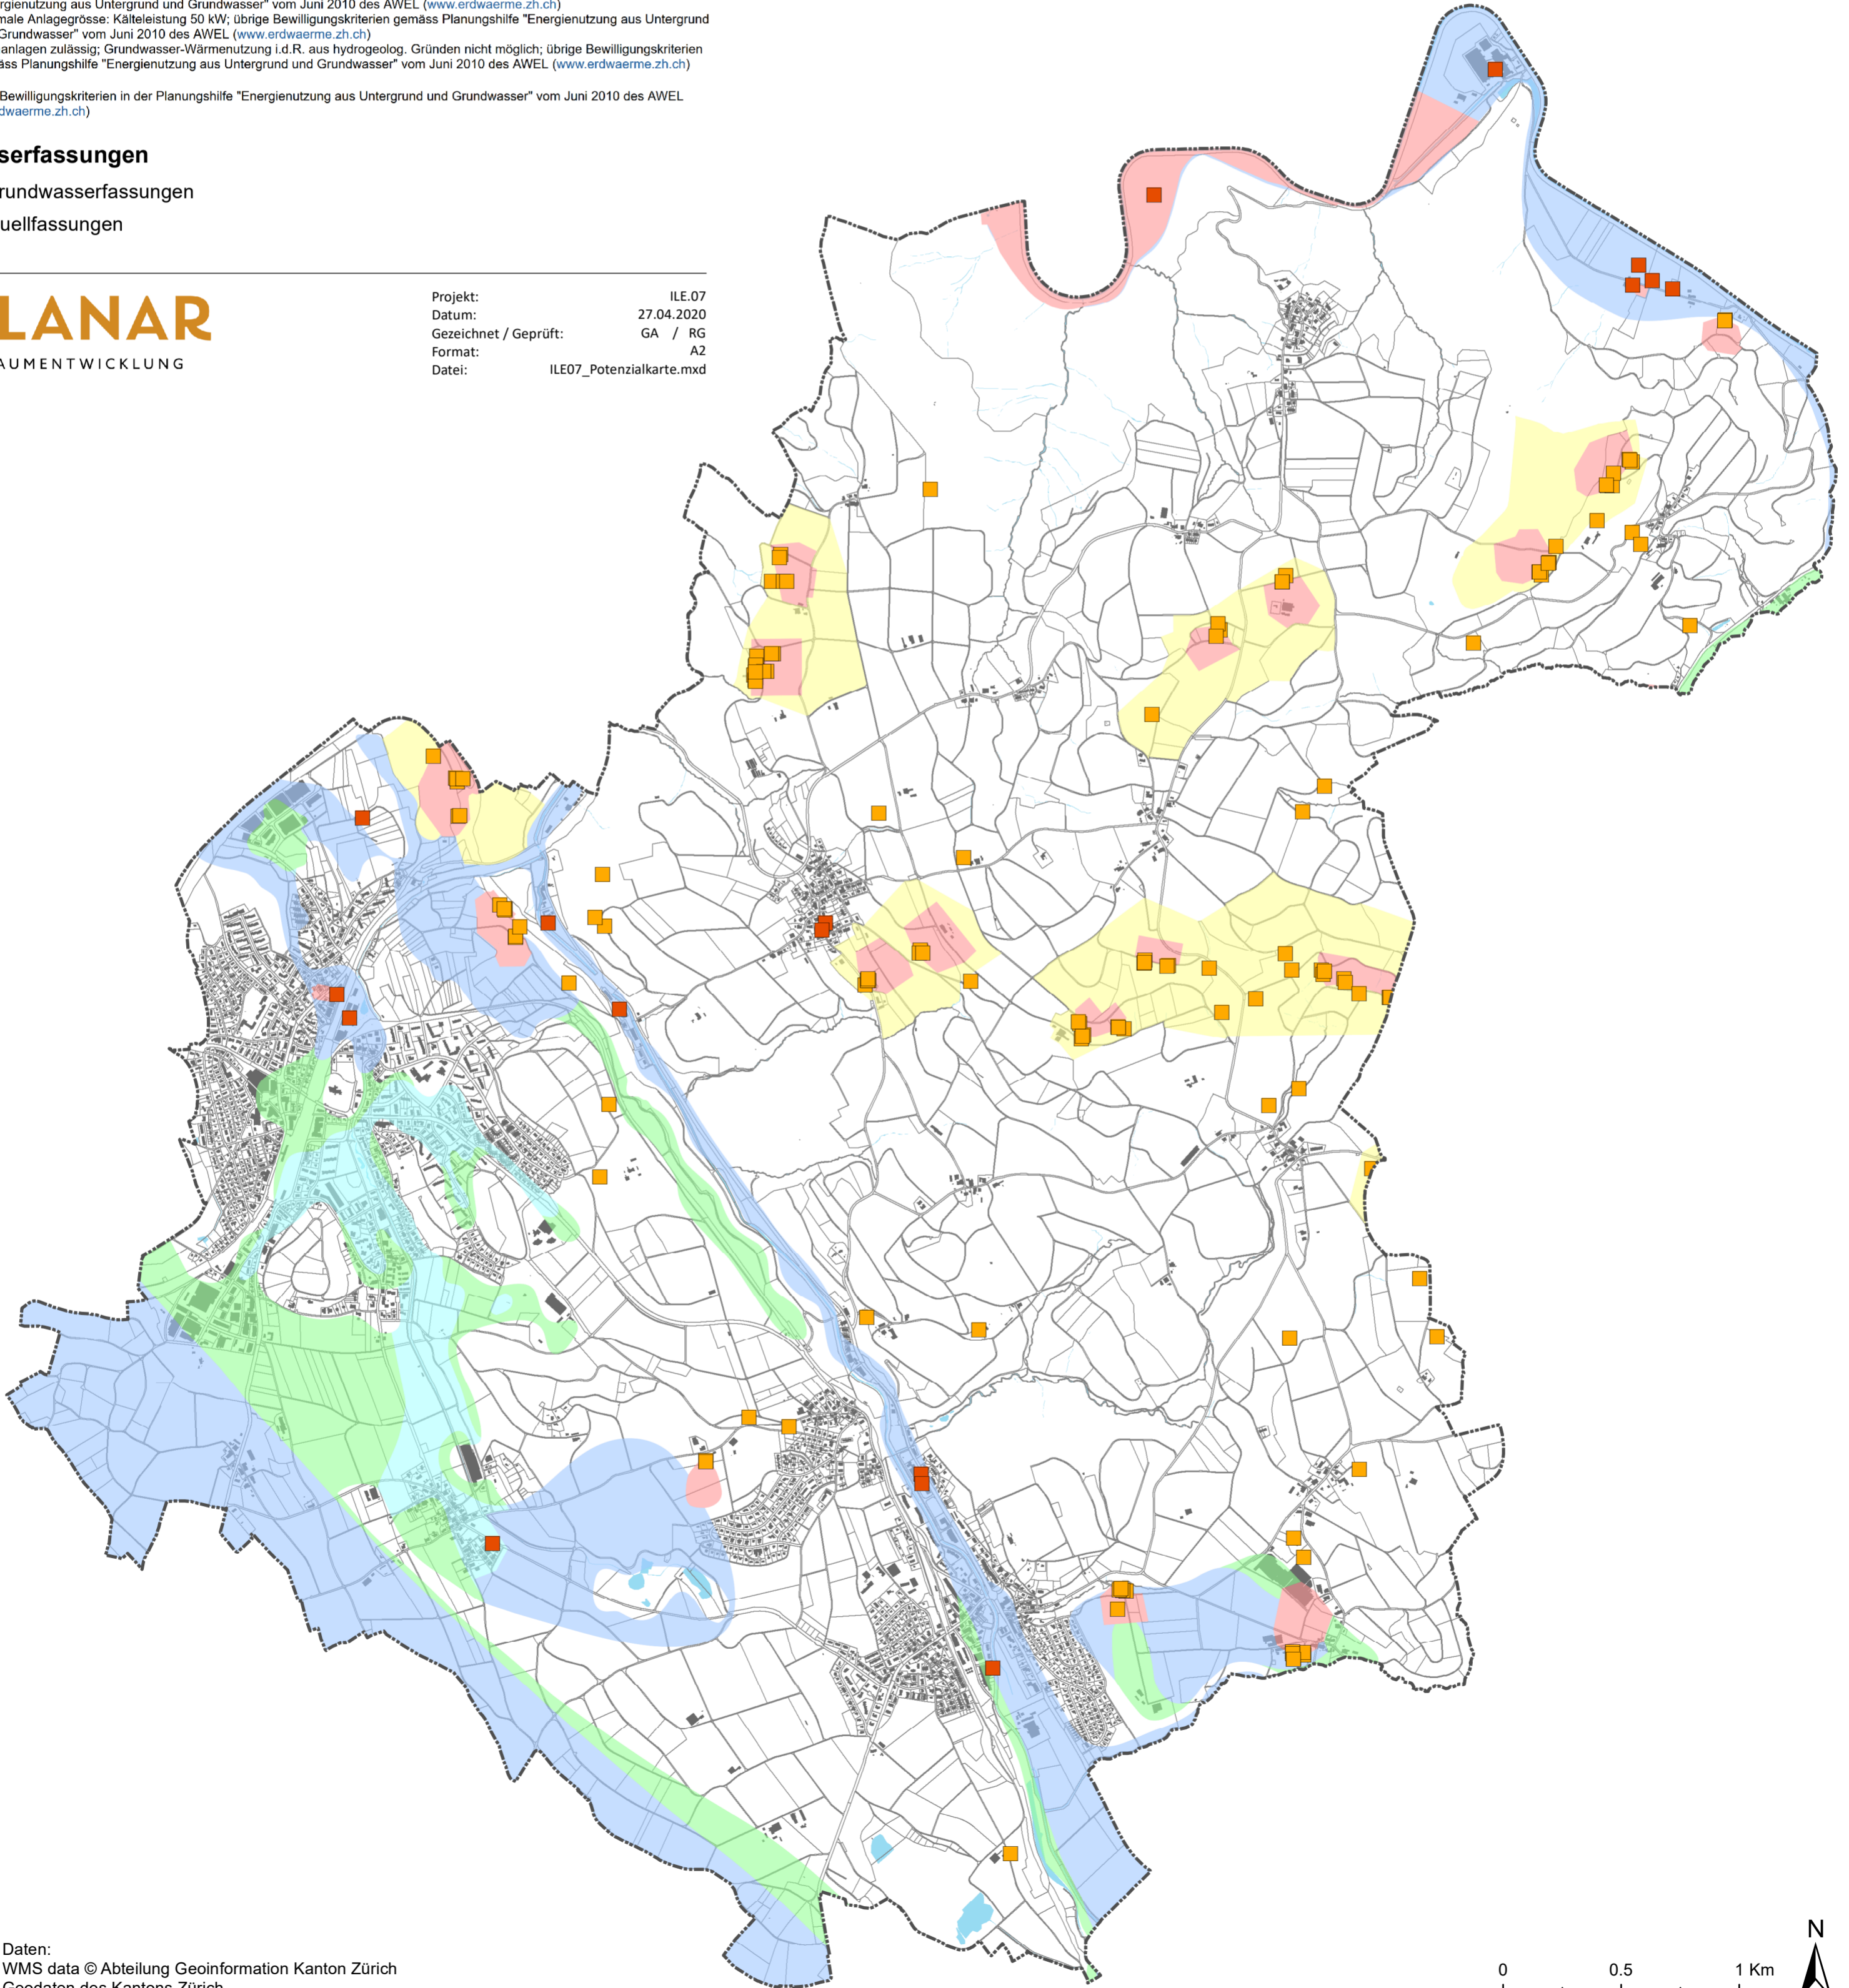 rgienutzung aus Untergrund und Grundwasser" vom Juni 2010 des AWEL (www.erdwaerme.zh.ch)
male Anlagegrösse: Kälteleistung 50 kW; übrige Bewilligungskriterien gemäss Planungshilfe "Energienutzung aus Untergrund
Grundwasser" vom Juni 2010 des AWEL (www.erdwaerme.zh.ch)
anlagen zulässig; Grundwasser-Wärmenutzung i.d.R. aus hydrogeolog. Gründen nicht möglich; übrige Bewilligungskriterien
äss Planungshilfe "Energienutzung aus Untergrund und Grundwasser" vom Juni 2010 des AWEL (www.erdwaerme.zh.ch)
Bewilligungskriterien in der Planungshilfe "Energienutzung aus Untergrund und Grundwasser" vom Juni 2010 des AWEL
dwaerme.zh.ch)
serfassungen
rundwasserfassungen
uellfassungen
LANAR
AUMENTWICKLUNG
Projekt: ILE.07
Datum: 27.04.2020
Gezeichnet / Geprüft: GA / RG
Format: A2
Datei: ILE07_Potenzialkarte.mxd
Daten:
WMS data © Abteilung Geoinformation Kanton Zürich
Geodaten des Kantons Zürich
N
0 0.5 1 Km